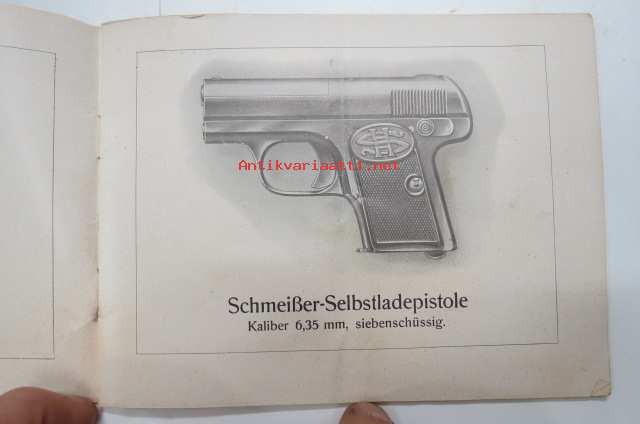 Antikvariaatti.net
Schmeißer-Selbstladepistole
Kaliber 6,35 mm, siebenschüssig.